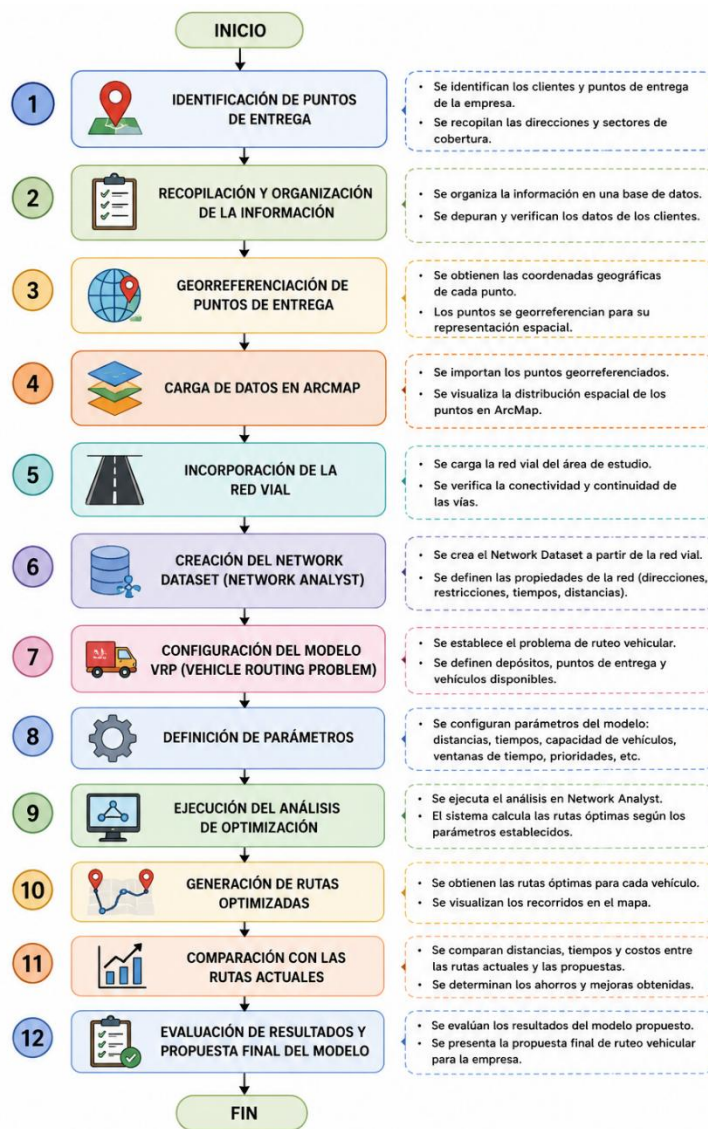 INICIO
1
IDENTIFICACIÓN DE PUNTOS
DE ENTREGA
• Se identifican los clientes y puntos de entrega
de la empresa.
• Se recopilan las direcciones y sectores de
cobertura.
2
RECOPILACIÓN Y ORGANIZACIÓN
DE LA INFORMACIÓN
• Se organiza la información en una base de datos.
• Se depuran y verifican los datos de los clientes.
3
GEORREFERENCIACIÓN DE
PUNTOS DE ENTREGA
• Se obtienen las coordenadas geográficas
de cada punto.
• Los puntos se georreferencian para su
representación espacial.
4
CARGA DE DATOS EN ARCMAP
• Se importan los puntos georreferenciados.
• Se visualiza la distribución espacial de los
puntos en ArcMap.
5
INCORPORACIÓN DE LA
RED VIAL
• Se carga la red vial del área de estudio.
• Se verifica la conectividad y continuidad de
las vías.
6
CREACIÓN DEL NETWORK
DATASET (NETWORK ANALYST)
• Se crea el Network Dataset a partir de la red vial.
• Se definen las propiedades de la red (direcciones,
restricciones, tiempos, distancias).
7
CONFIGURACIÓN DEL MODELO
VRP (VEHICLE ROUTING PROBLEM)
• Se establece el problema de ruteo vehicular.
• Se definen depósitos, puntos de entrega y
vehículos disponibles.
8
DEFINICIÓN DE PARÁMETROS
• Se configuran parámetros del modelo:
distancias, tiempos, capacidad de vehículos,
ventanas de tiempo, prioridades, etc.
9
EJECUCIÓN DEL ANÁLISIS
DE OPTIMIZACIÓN
• Se ejecuta el análisis en Network Analyst.
• El sistema calcula las rutas óptimas según los
parámetros establecidos.
10
GENERACIÓN DE RUTAS
OPTIMIZADAS
• Se obtienen las rutas óptimas para cada vehículo.
• Se visualizan los recorridos en el mapa.
11
COMPARACIÓN CON LAS
RUTAS ACTUALES
• Se comparan distancias, tiempos y costos entre
las rutas actuales y las propuestas.
• Se determinan los ahorros y mejoras obtenidas.
12
EVALUACIÓN DE RESULTADOS Y
PROPUESTA FINAL DEL MODELO
• Se evalúan los resultados del modelo propuesto.
• Se presenta la propuesta final de ruteo vehicular
para la empresa.
FIN